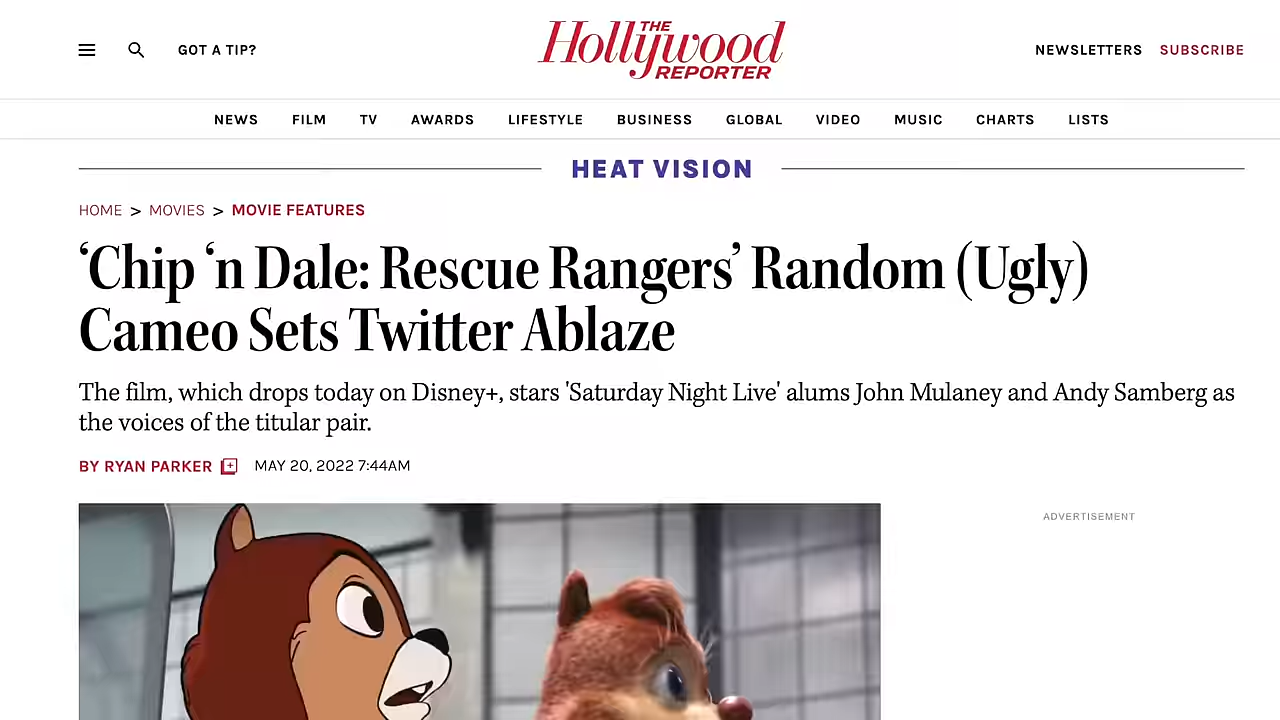 GOT A TIP?
THE
Hollywood
REPORTER
NEWSLETTERS SUBSCRIBE
NEWS FILM TV AWARDS LIFESTYLE BUSINESS GLOBAL VIDEO MUSIC CHARTS LISTS
HEAT VISION
HOME > MOVIES > MOVIE FEATURES
‘Chip ‘n Dale: Rescue Rangers’ Random (Ugly)
Cameo Sets Twitter Ablaze
The film, which drops today on Disney+, stars 'Saturday Night Live' alums John Mulaney and Andy Samberg as
the voices of the titular pair.
BY RYAN PARKER MAY 20, 2022 7:44AM
ADVERTISEMENT